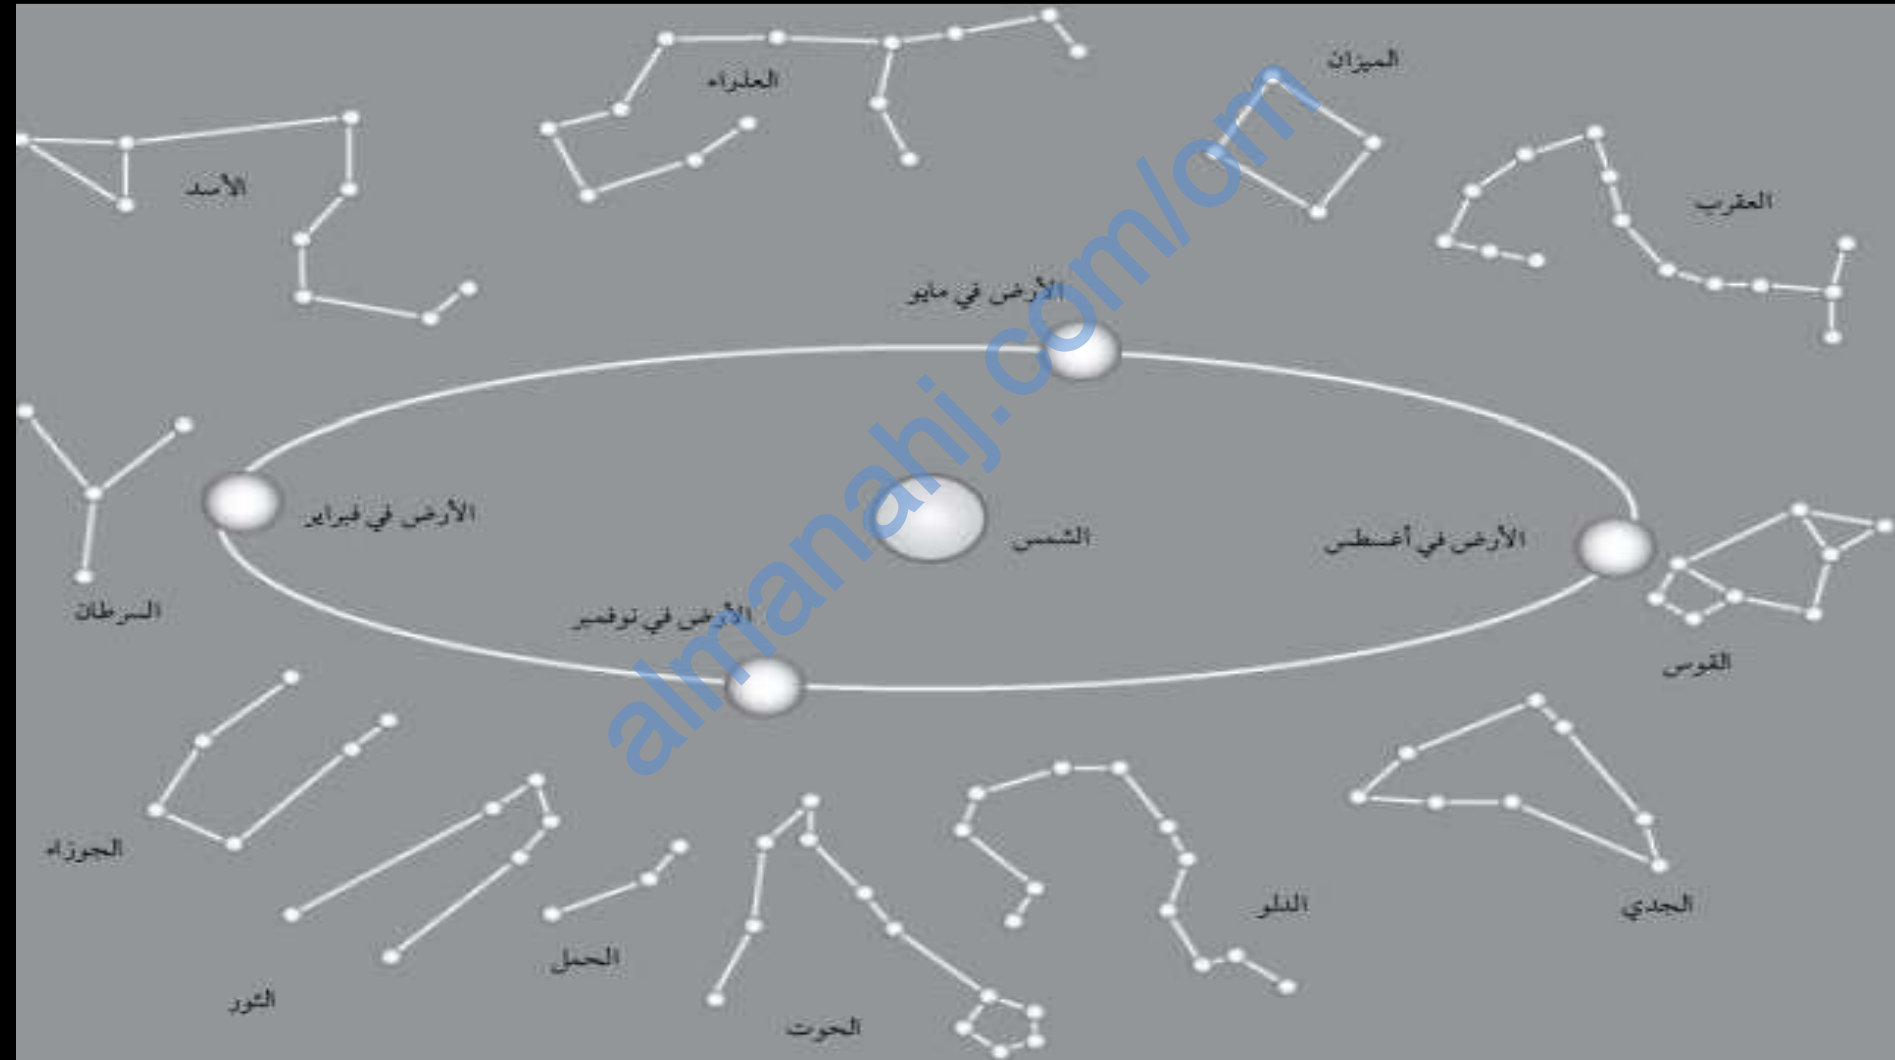 الميزان
العذراء
العقرب
الأسد
الأرض في مايو
الأرض في فبراير
الشمس
الأرض في أغسطس
السرطان
الأرض في نوفمبر
القوس
الجوزاء
الدلو
الجدي
الحمل
الثور
الحوت
almanahj.com/om